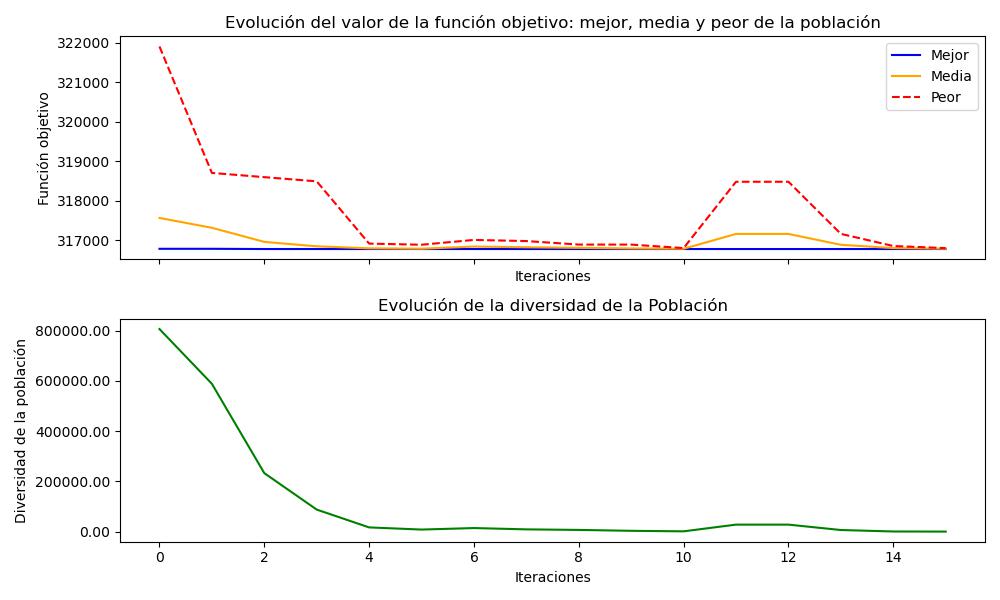 Evolución del valor de la función objetivo: mejor, media y peor de la población
322000
321000
320000
319000
318000
317000
Función objetivo
Mejor
Media
Peor
Iteraciones
Evolución de la diversidad de la Población
800000.00
600000.00
400000.00
200000.00
0.00
Diversidad de la población
0 2 4 6 8 10 12 14
Iteraciones